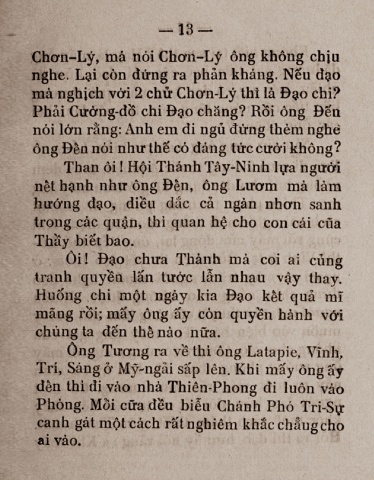 — 13 —
Chơn-Lý, mà nói Chơn-Lý ông không chịu
nghe. Lại còn đứng ra phản kháng. Nếu đạo
mà nghịch với 2 chữ Chơn-Lý thì là Đạo chi?
Phải Cướng-đồ chi Đạo chăng? Rồi ông Đến
nói lớn rằng: Anh em đi ngủ đừng thèm nghe
ông Đèn nói như thế có đáng tức cười không?
Than ôi! Hội Thánh Tây-Ninh lựa người
nết hạnh như ông Đèn, ông Lươm mà làm
hướng đạo, diều dắc cả ngàn nhơn sanh
trong các quận, thì quan hệ cho con cái của
Thầy biết bao.
Ôi! Đạo chưa Thành mà coi ai củng
tranh quyền lấn tước lẫn nhau vậy thay.
Huống chi một ngáy kia Đạo kết quả mĩ
mãng rồi; mấy ông ấy còn quyền hành với
chúng ta đến thế nào nữa.
Ông Tương ra về thì ông Latapie, Vĩnh,
Trí, Sáng ở Mỹ-ngãi sấp lên. Khi mấy ông ấy
đến thì đi vào nhà Thiên-Phong đi luôn vào
Phòng. Mồi cữa đều biểu Chánh Phó Tri-Sự
canh gát một cách rất nghiêm khắc chẳng cho
ai vào.